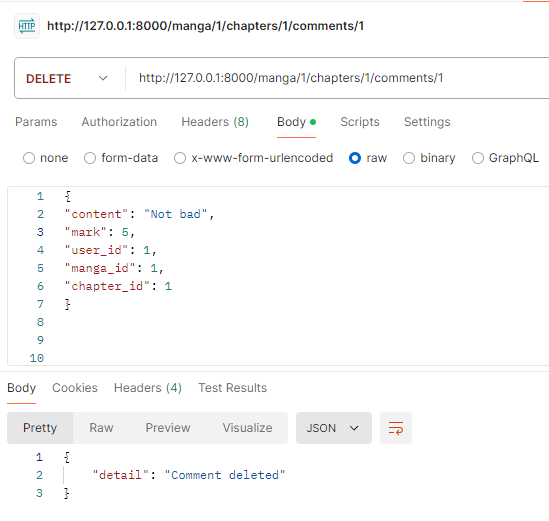 HTTP http://127.0.0.1:8000/manga/1/chapters/1/comments/1
DELETE http://127.0.0.1:8000/manga/1/chapters/1/comments/1
Params Authorization Headers (8) Body Scripts Settings
none form-data x-www-form-urlencoded raw binary GraphQL
1 {
2 "content": "Not bad",
3 "mark": 5,
4 "user_id": 1,
5 "manga_id": 1,
6 "chapter_id": 1
7 }
8
9
10
Body Cookies Headers (4) Test Results
Pretty Raw Preview Visualize JSON
1 {
2 "detail": "Comment deleted"
3 }